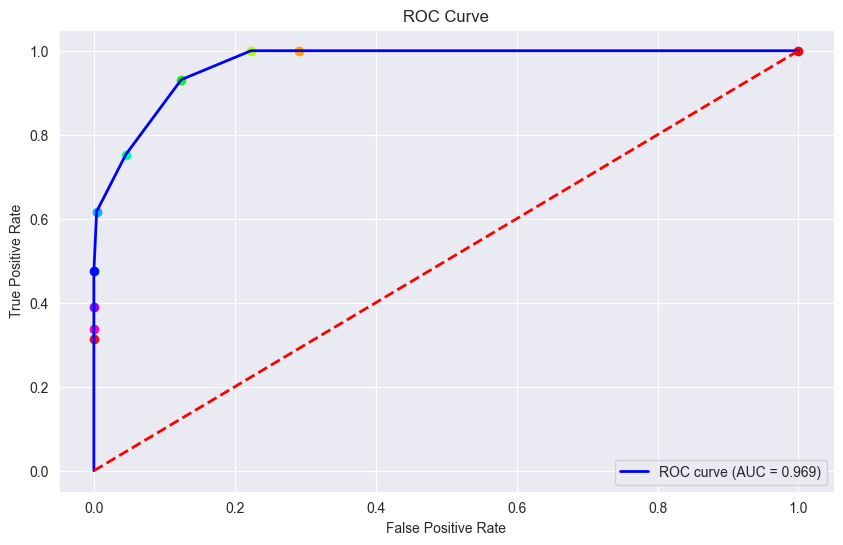 ROC Curve
True Positive Rate
1.0
0.8
0.6
0.4
0.2
0.0
0.0 0.2 0.4 0.6 0.8 1.0
False Positive Rate
ROC curve (AUC = 0.969)